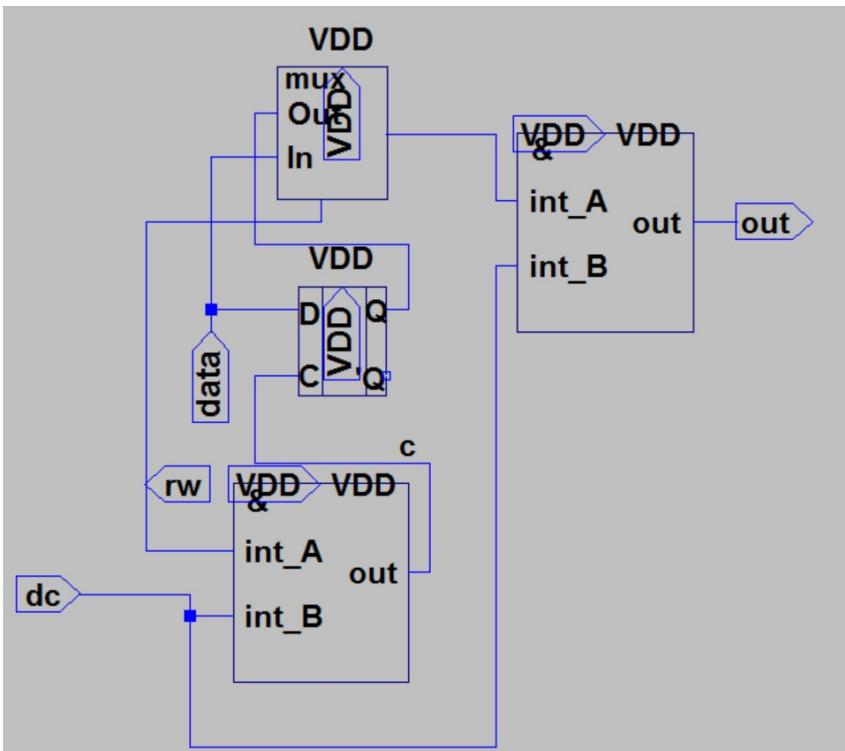 VDD
mux
VDD
Out
In
VDD
&
VDD
int_A
int_B
out
out
VDD
D
Q
VDD
C
'Q
data
c
rw
VDD
&
VDD
int_A
out
int_B
dc